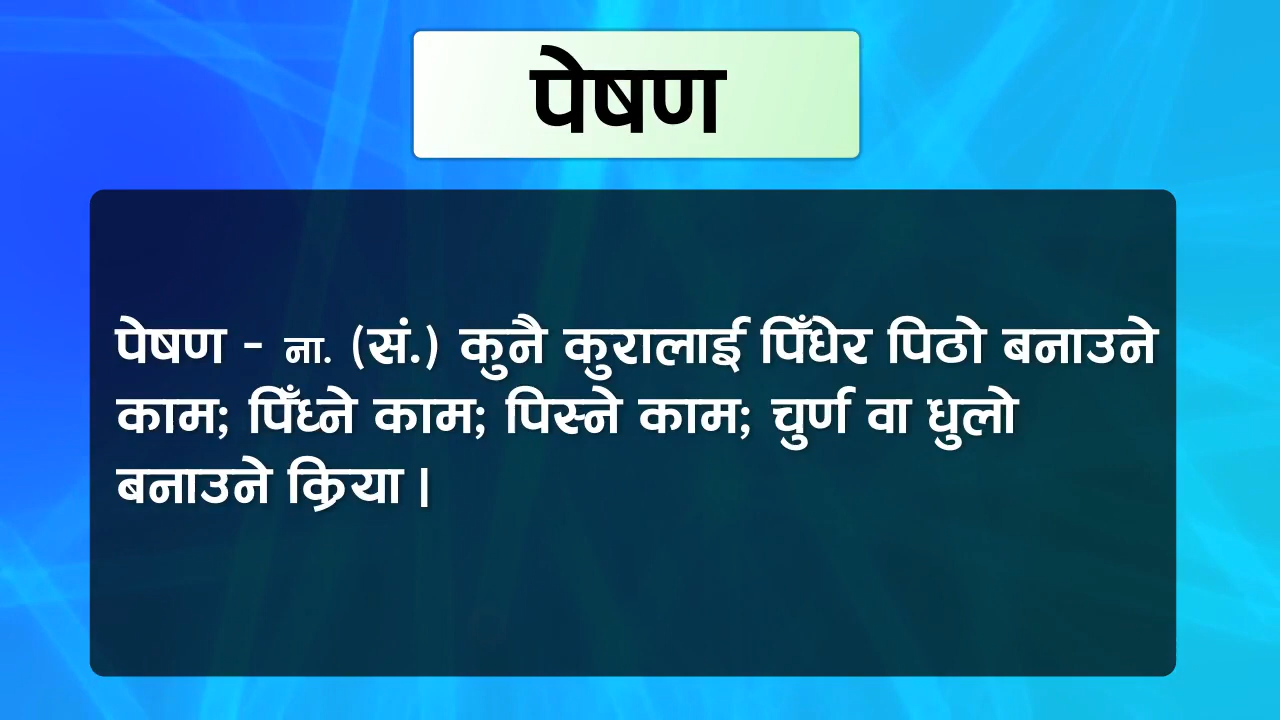 पेषण
पेषण - ना. (सं.) कुनै कुरालाई पिँधेर पिठो बनाउने
काम; पिँध्ने काम; पिस्ने काम; चुर्ण वा धुलो
बनाउने क्रिया ।